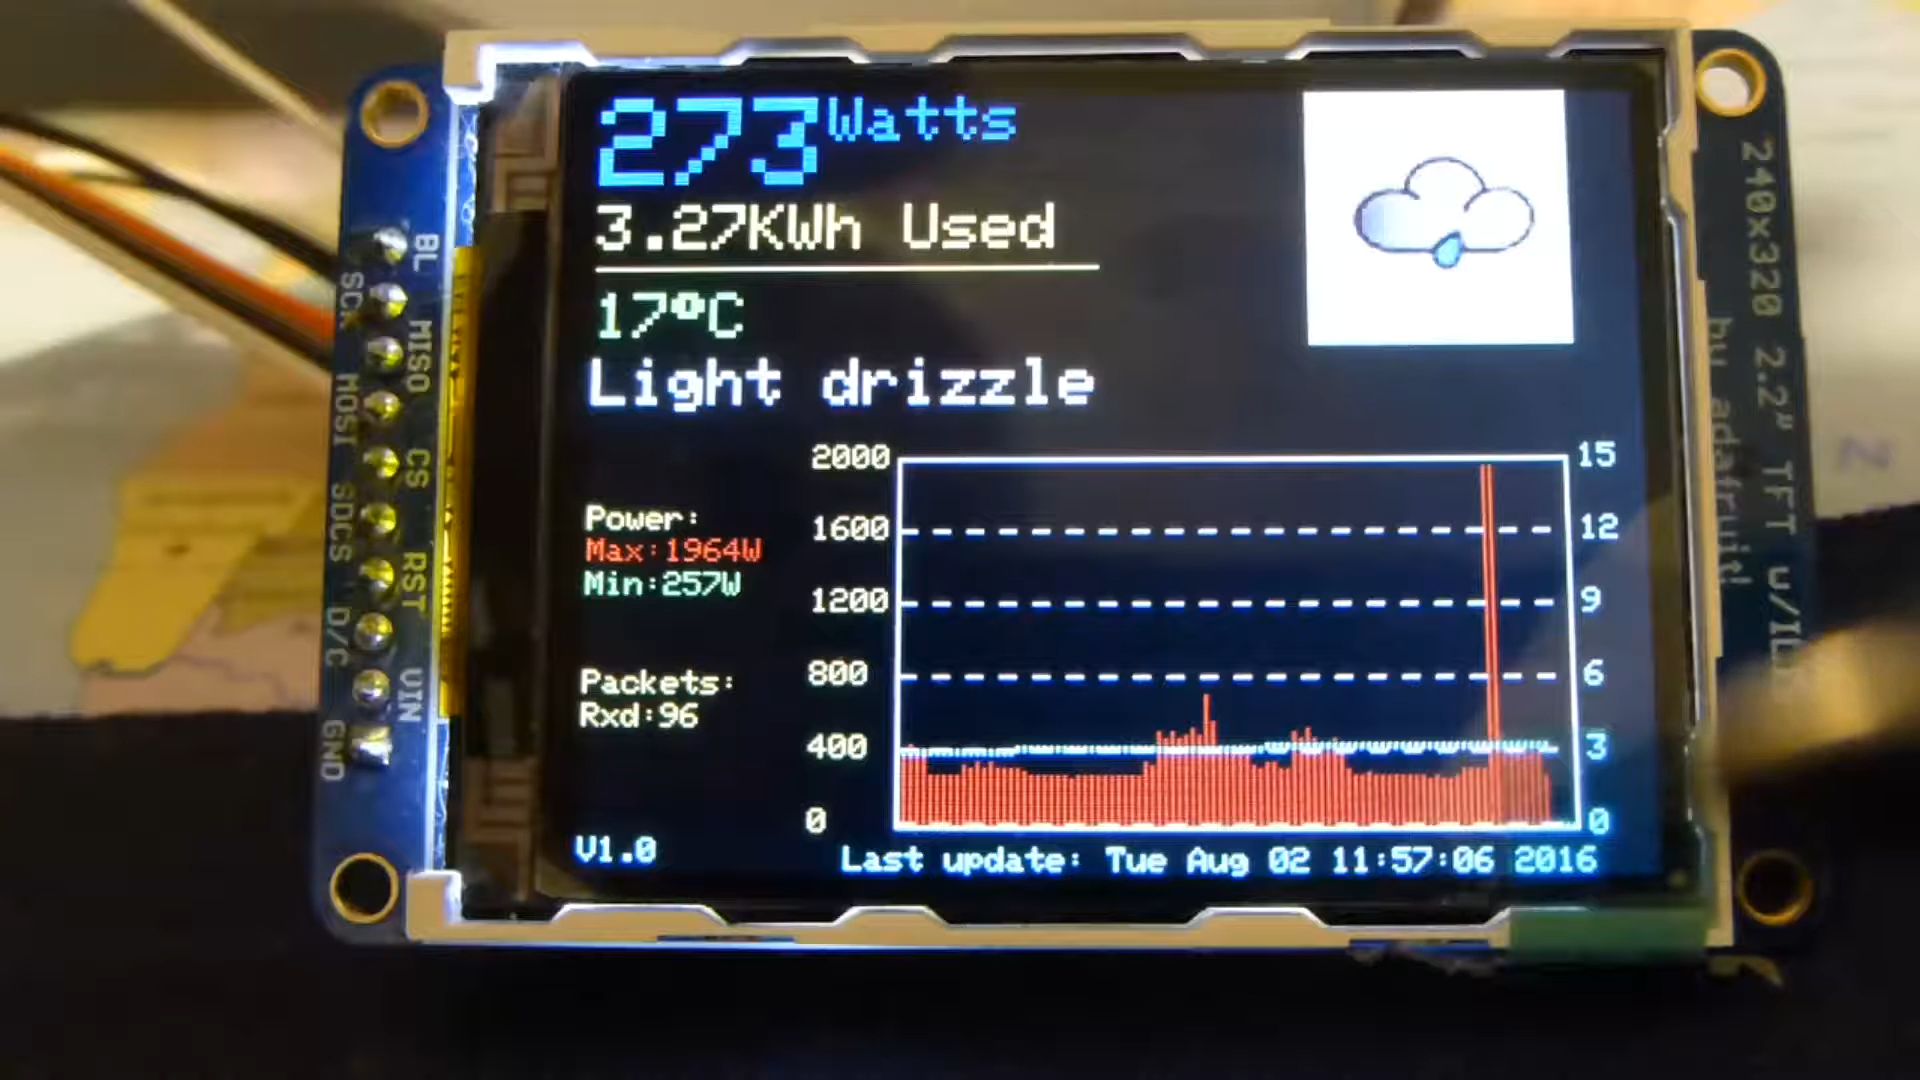 273Watts
3.27KWh Used
17ºC
Light drizzle
Power:
Max:1964W
Min:257W
Packets:
Rxd:96
V1.0
2000
1600
1200
800
400
0
15
12
9
6
3
0
Last update: Tue Aug 02 11:57:06 2016
BL
SCK
MISO
MOSI
CS
SDCS
RST
D/C
VIN
GND
240x320 2.2" TFT w/
by adafruit!
Z